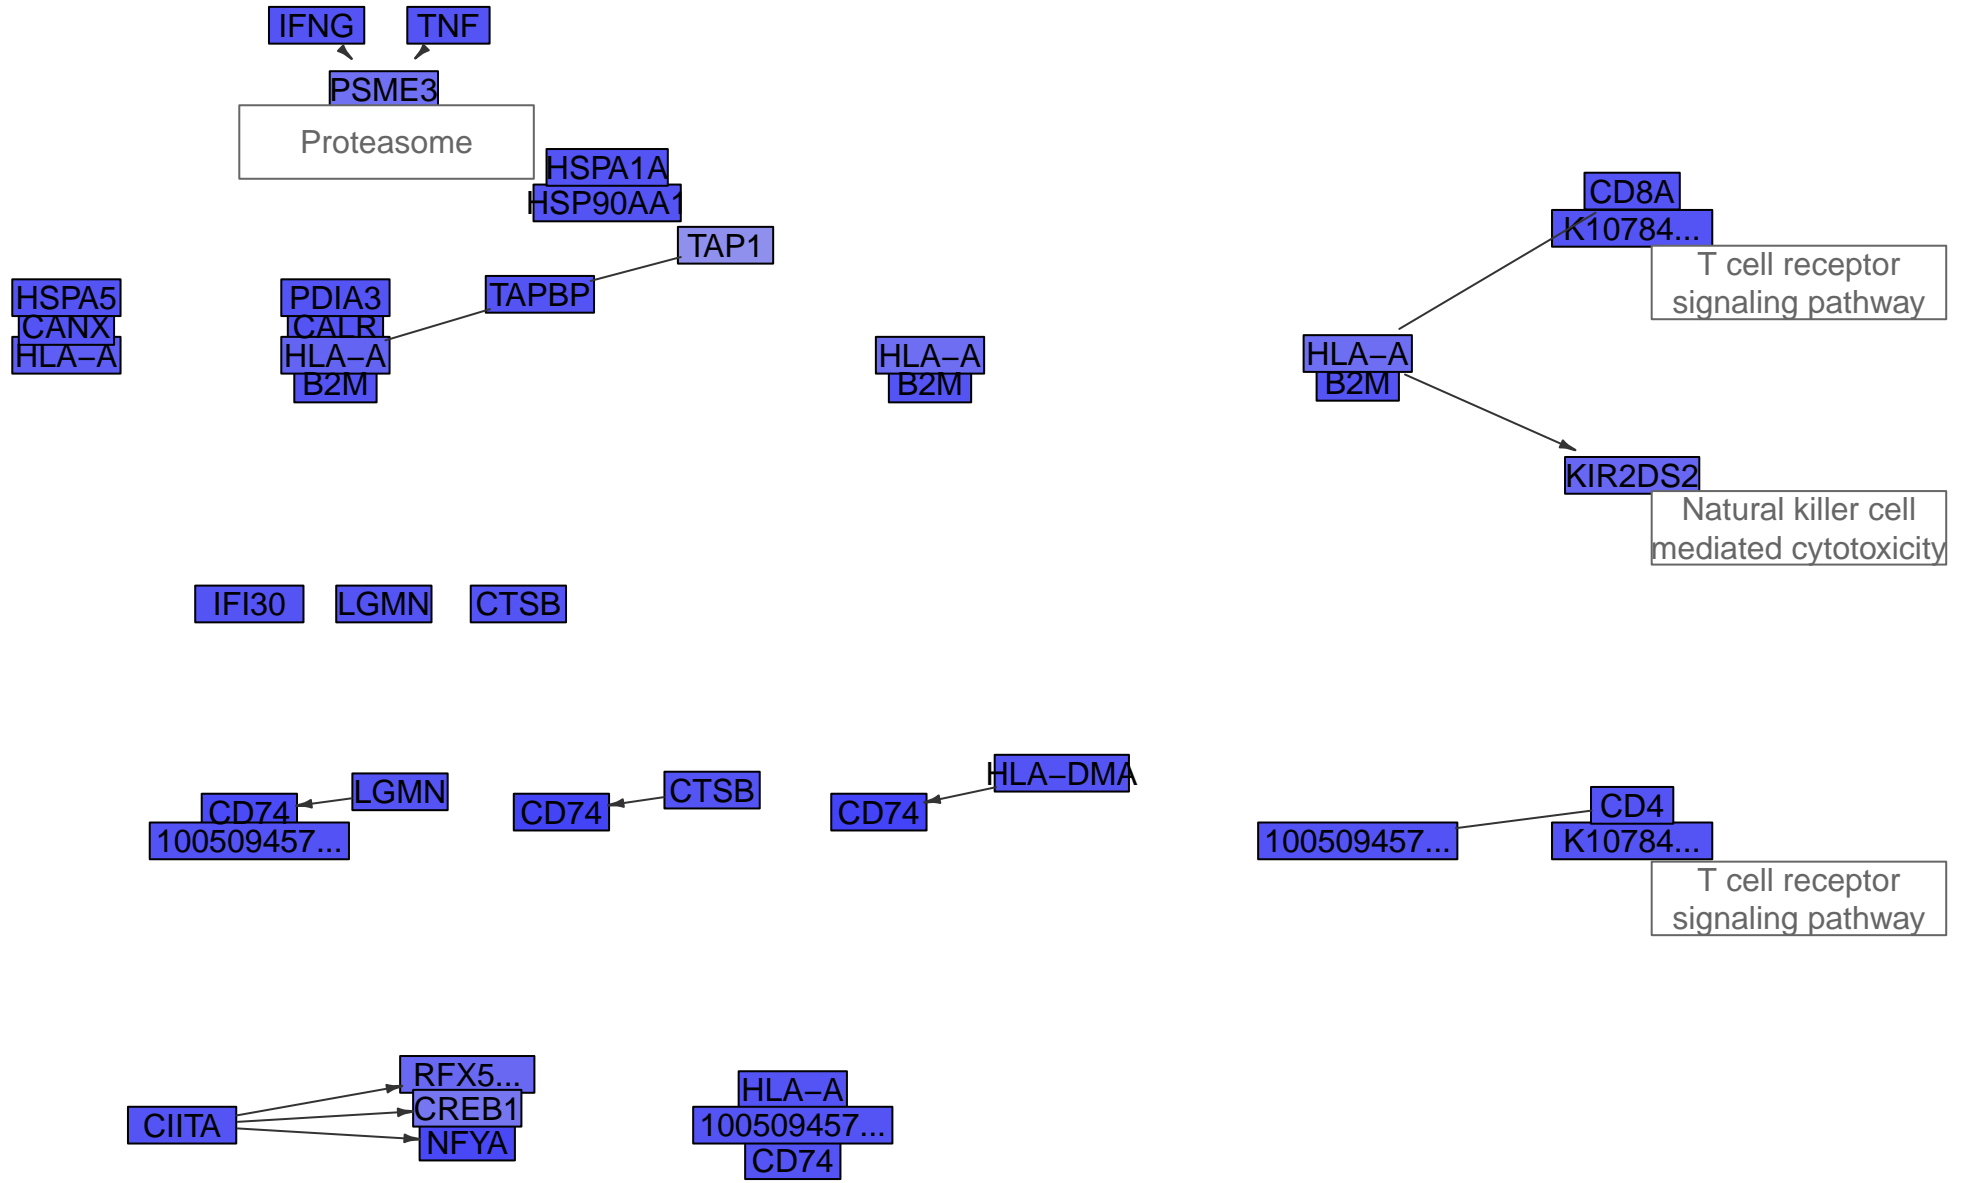 IFNG
TNF
PSME3
Proteasome
HSPA1A
HSP90AA1
CD8A
K10784...
TAP1
T cell receptor
signaling pathway
HSPA5
PDIA3
TAPBP
CANX
CALR
HLA−A
HLA−A
HLA−A
HLA−A
B2M
B2M
B2M
KIR2DS2
Natural killer cell
mediated cytotoxicity
IFI30
LGMN
CTSB
HLA−DMA
LGMN
CTSB
CD74
CD74
CD74
CD4
100509457...
100509457...
K10784...
T cell receptor
signaling pathway
RFX5...
HLA−A
CREB1
CIITA
100509457...
NFYA
CD74